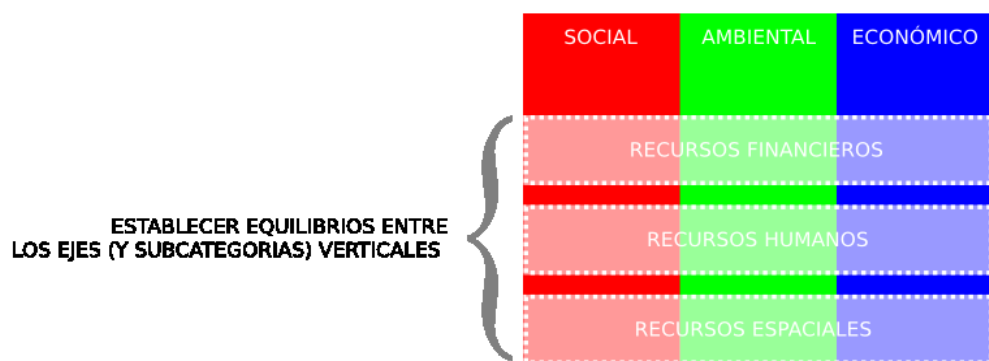 SOCIAL
AMBIENTAL
ECONÓMICO
RECURSOS FINANCIEROS
ESTABLECER EQUILIBRIOS ENTRE
LOS EJES (Y SUBCATEGORIAS) VERTICALES
RECURSOS HUMANOS
RECURSOS ESPACIALES